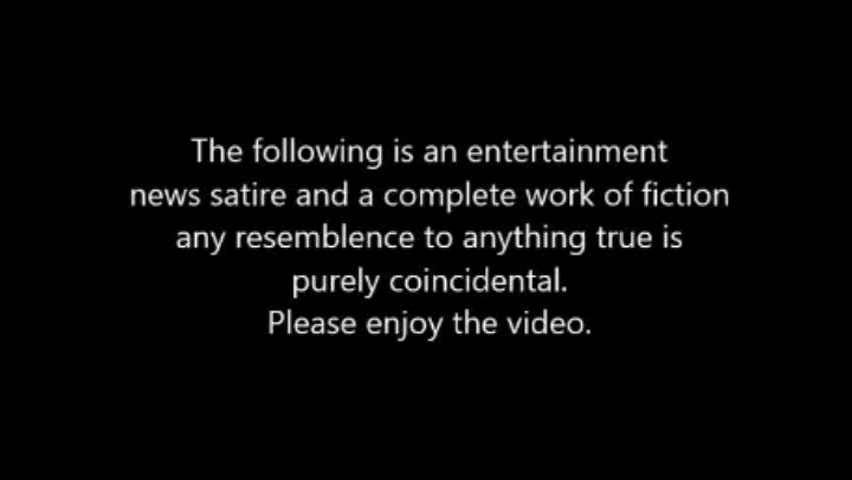 The following is an entertainment
news satire and a complete work of fiction
any resemblence to anything true is
purely coincidental.
Please enjoy the video.